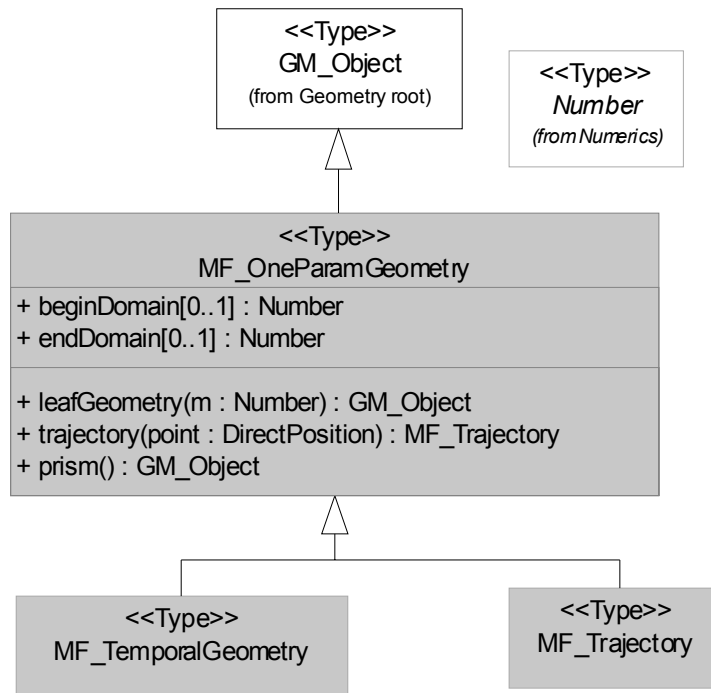 <<Type>>
GM_Object
(from Geometry root)
<<Type>>
Number
(from Numerics)
<<Type>>
MF_OneParamGeometry
+ beginDomain[0..1] : Number
+ endDomain[0..1] : Number
+ leafGeometry(m : Number) : GM_Object
+ trajectory(point : DirectPosition) : MF_Trajectory
+ prism() : GM_Object
<<Type>>
MF_TemporalGeometry
<<Type>>
MF_Trajectory